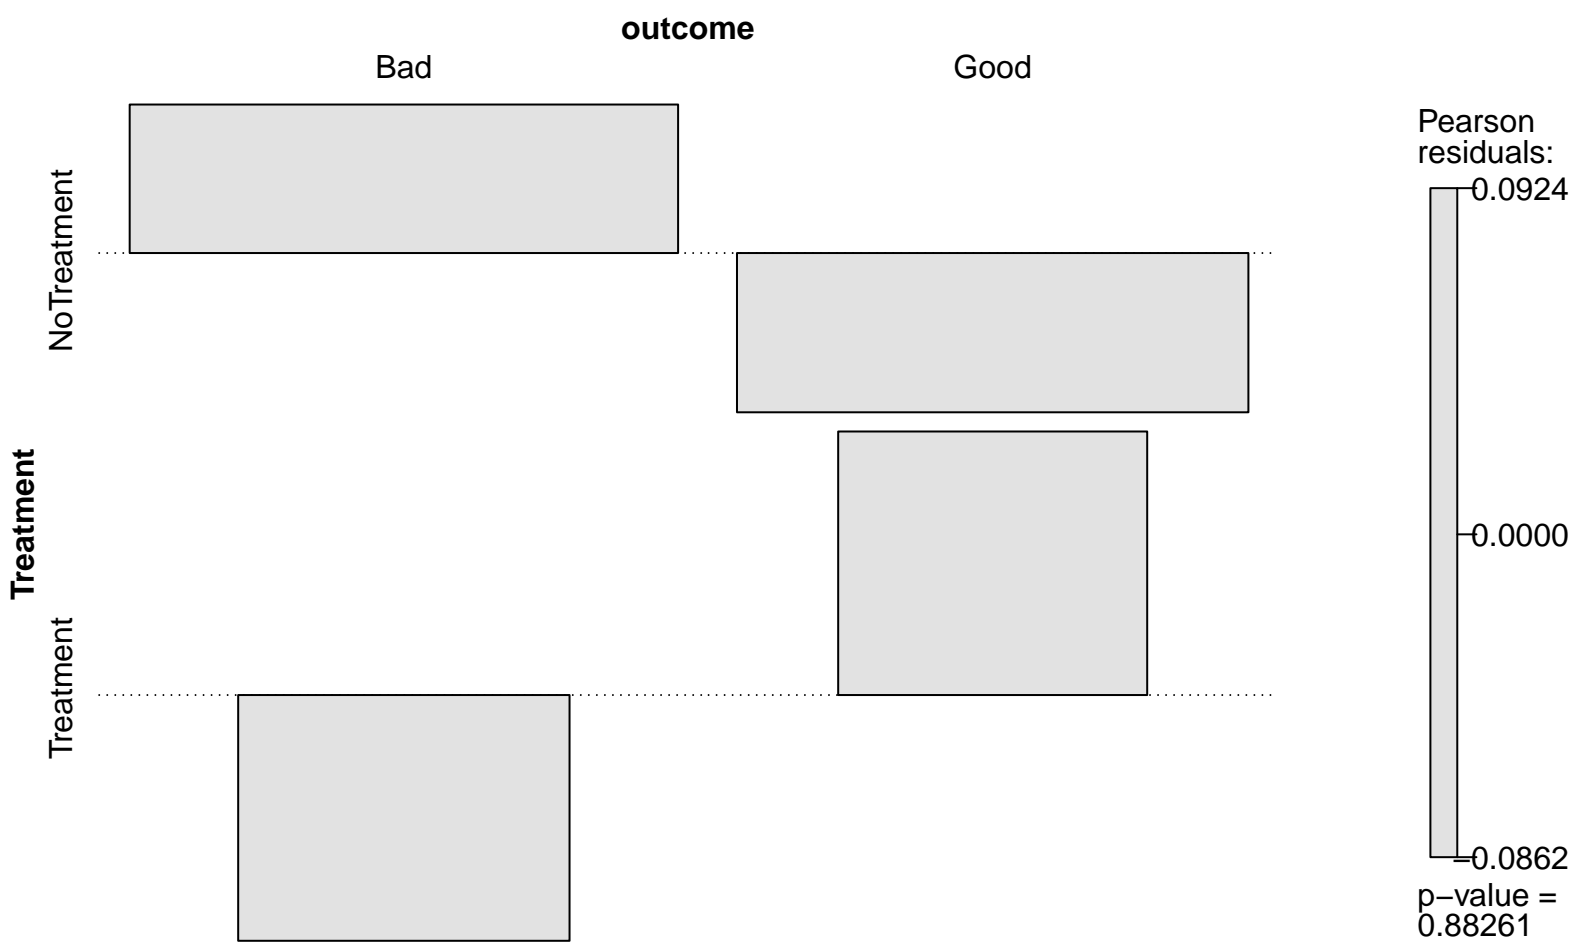 outcome
Bad
Good
Treatment
NoTreatment
Treatment
Pearson
residuals:
0.0924
0.0000
−0.0862
p−value =
0.88261